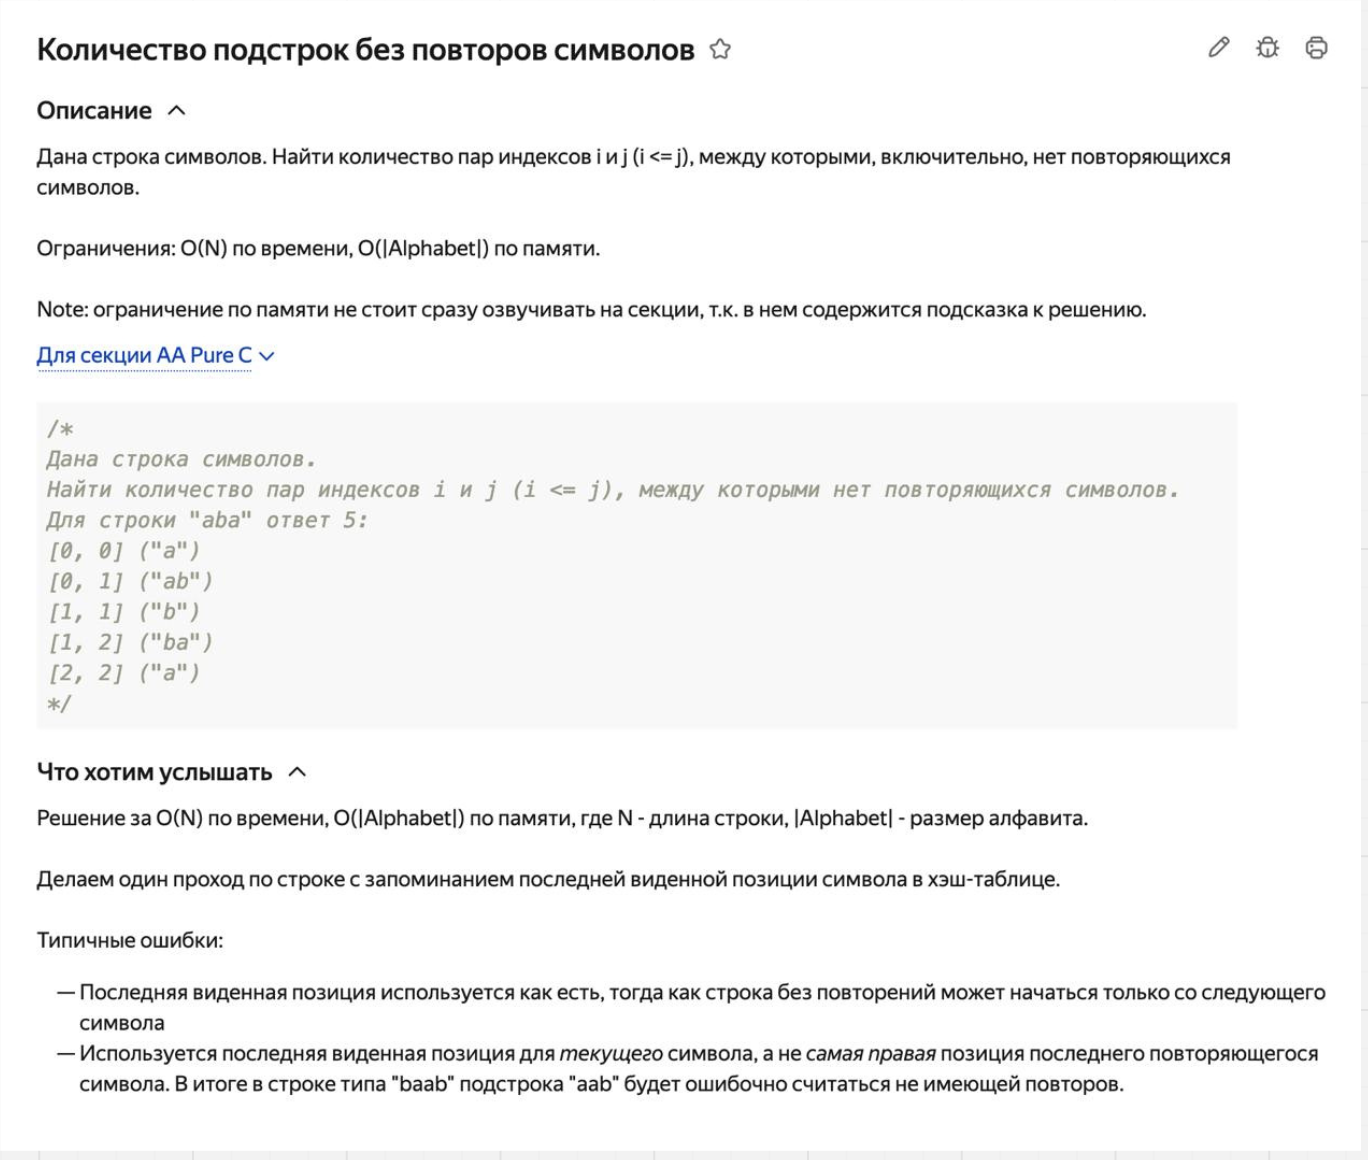 Количество подстрок без повторов символов
Описание
Дана строка символов. Найти количество пар индексов i и j (i <= j), между которыми, включительно, нет повторяющихся
символов.
Ограничения: O(N) по времени, O(|Alphabet|) по памяти.
Note: ограничение по памяти не стоит сразу озвучивать на секции, т.к. в нем содержится подсказка к решению.
Для секции AA Pure C
/*
Дана строка символов.
Найти количество пар индексов i и j (i <= j), между которыми нет повторяющихся символов.
Для строки "aba" ответ 5:
[0, 0] ("a")
[0, 1] ("ab")
[1, 1] ("b")
[1, 2] ("ba")
[2, 2] ("a")
*/
Что хотим услышать
Решение за O(N) по времени, O(|Alphabet|) по памяти, где N - длина строки, |Alphabet| - размер алфавита.
Делаем один проход по строке с запоминанием последней виденной позиции символа в хэш-таблице.
Типичные ошибки:
— Последняя виденная позиция используется как есть, тогда как строка без повторений может начаться только со следующего
символа
— Используется последняя виденная позиция для текущего символа, а не самая правая позиция последнего повторяющегося
символа. В итоге в строке типа "baab" подстрока "aab" будет ошибочно считаться не имеющей повторов.